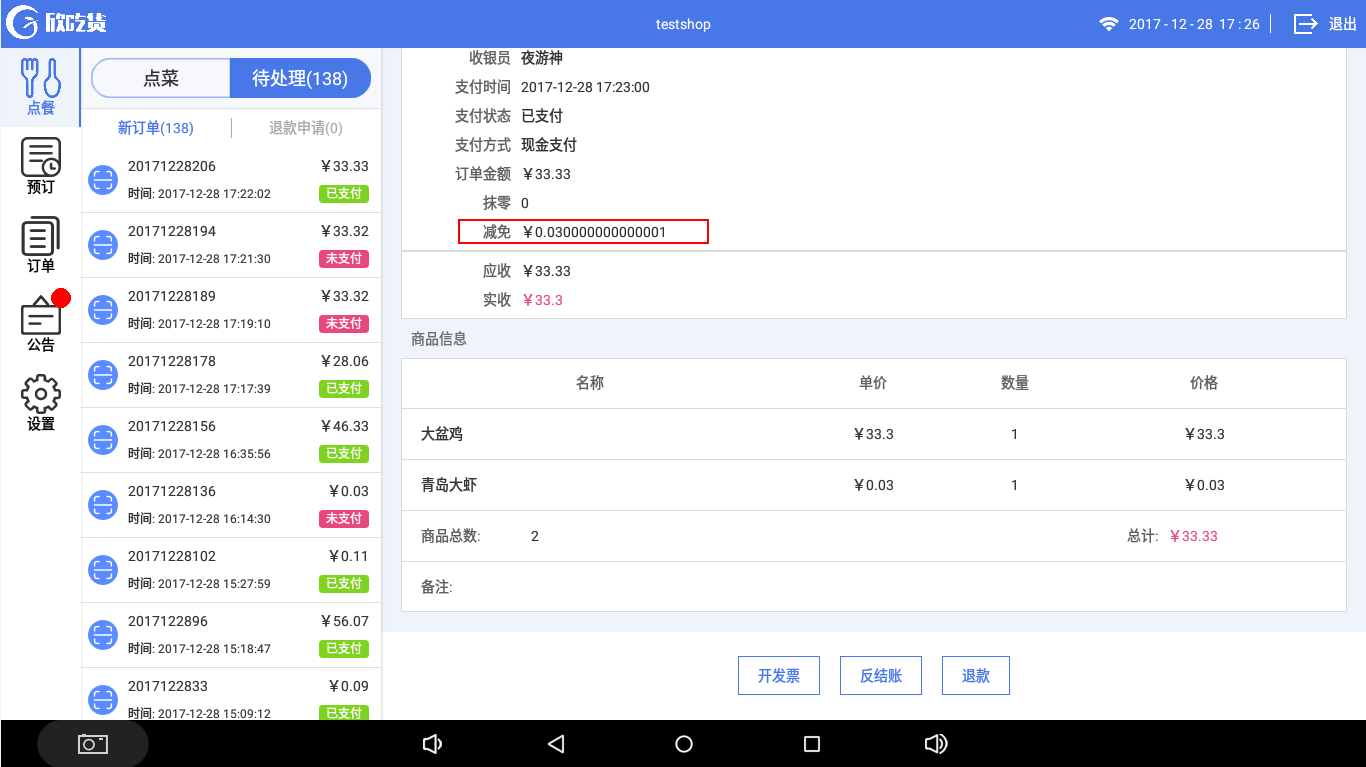 欣吃货
testshop
2017-12-28 17:26
退出
点餐
预订
订单
公告
设置
点菜
待处理(138)
新订单(138)
退款申请(0)
20171228206 ￥33.33
时间: 2017-12-28 17:22:02 已支付
20171228194 ￥33.32
时间: 2017-12-28 17:21:30 未支付
20171228189 ￥33.32
时间: 2017-12-28 17:19:10 未支付
20171228178 ￥28.06
时间: 2017-12-28 17:17:39 已支付
20171228156 ￥46.33
时间: 2017-12-28 16:35:56 已支付
20171228136 ￥0.03
时间: 2017-12-28 16:14:30 未支付
20171228102 ￥0.11
时间: 2017-12-28 15:27:59 已支付
2017122896 ￥56.07
时间: 2017-12-28 15:18:47 已支付
2017122833 ￥0.09
时间: 2017-12-28 15:09:12 已支付
收银员 夜游神
支付时间 2017-12-28 17:23:00
支付状态 已支付
支付方式 现金支付
订单金额 ￥33.33
抹零 0
减免 ￥0.030000000000001
应收 ￥33.33
实收 ￥33.3
商品信息
名称 单价 数量 价格
大盆鸡 ￥33.3 1 ￥33.3
青岛大虾 ￥0.03 1 ￥0.03
商品总数: 2 总计: ￥33.33
备注:
开发票 反结账 退款